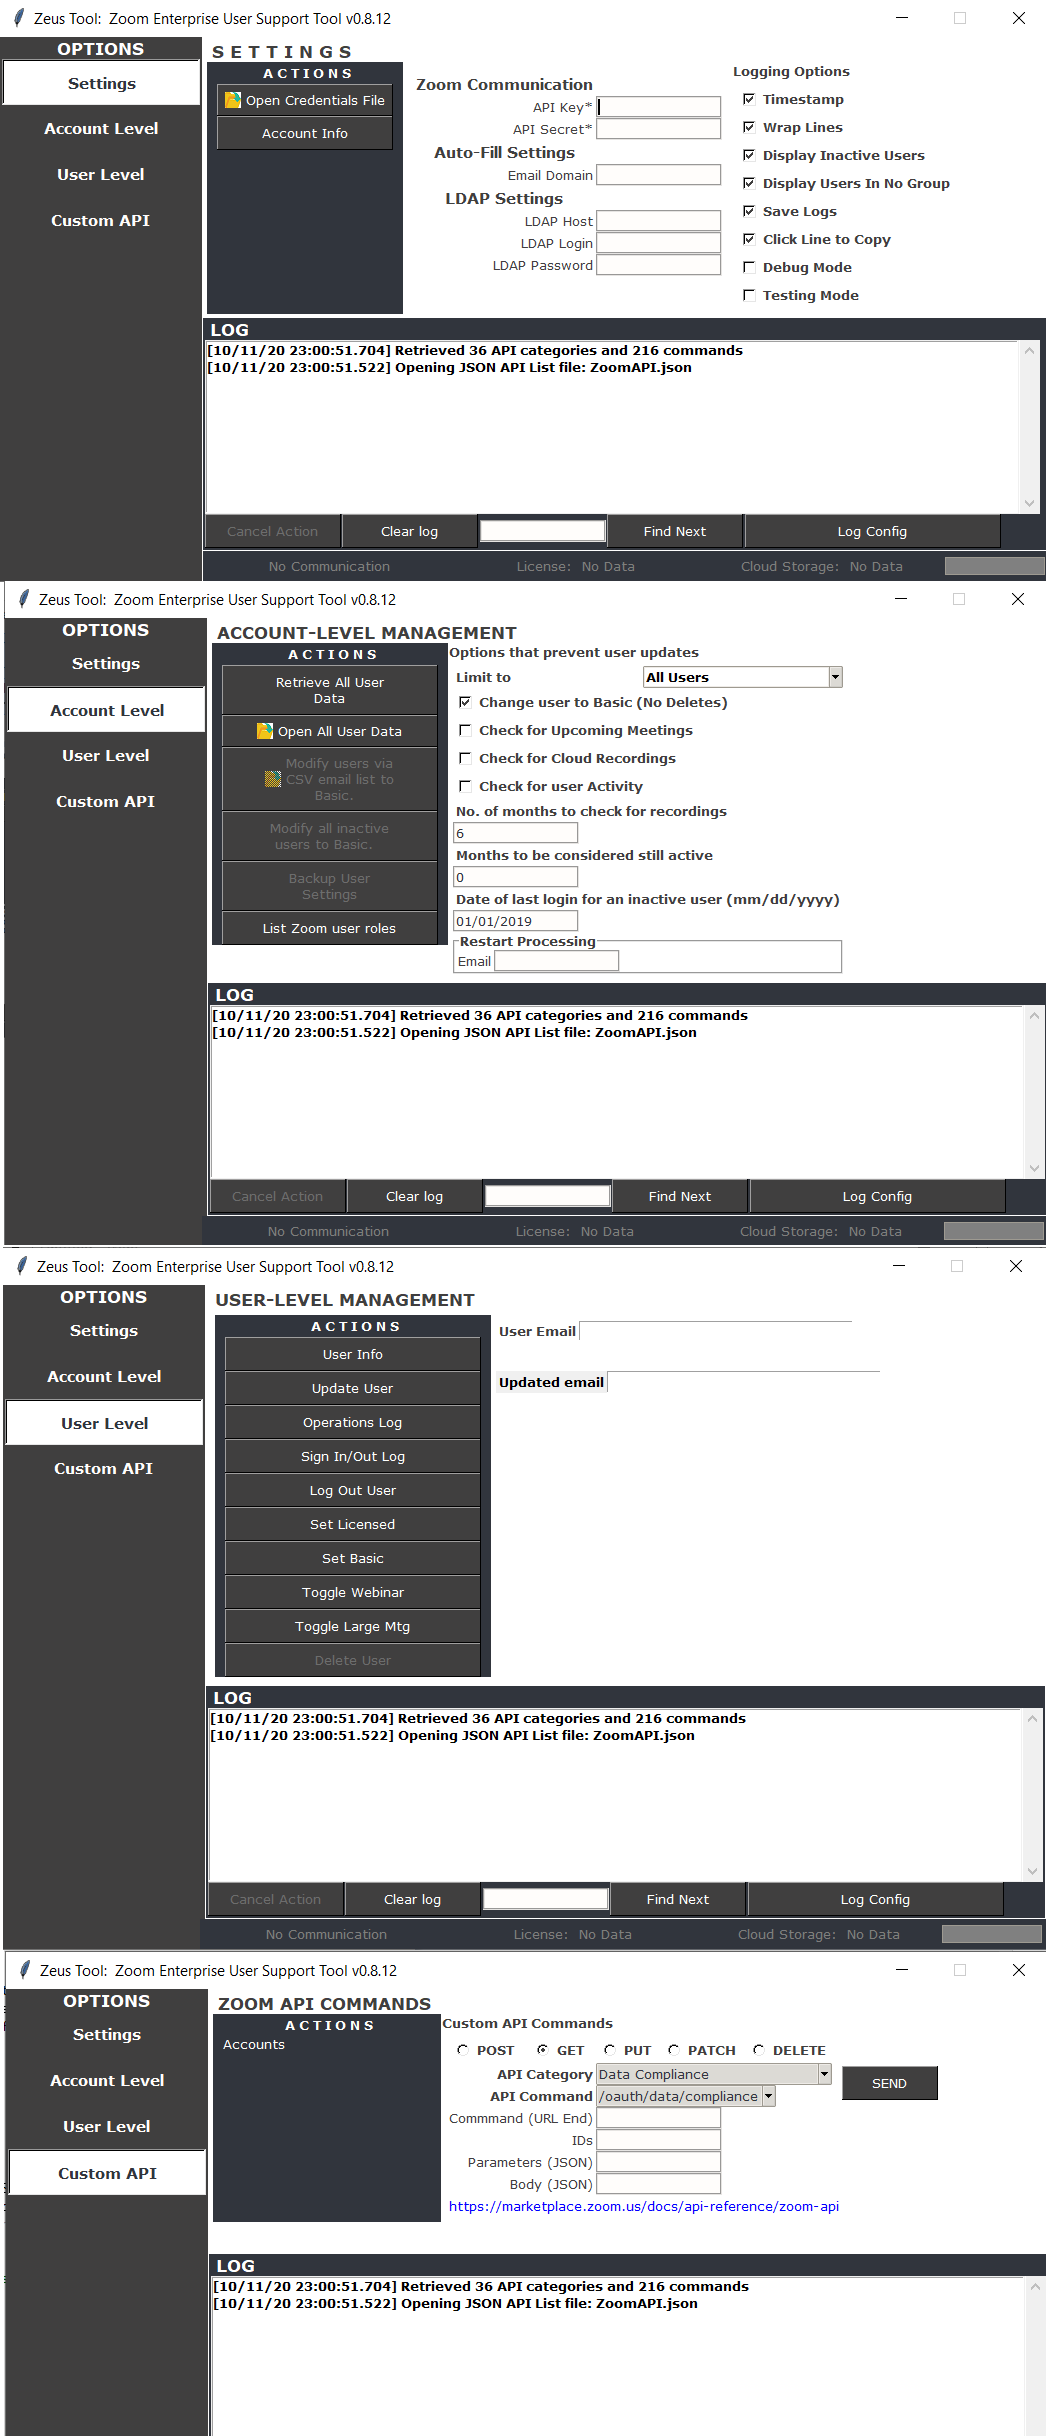 Zeus Tool:  Zoom Enterprise User Support Tool v0.8.12
OPTIONS
Settings
Account Level
User Level
Custom API
SETTINGS
ACTIONS
Open Credentials File
Account Info
Zoom Communication
API Key*
API Secret*
Auto-Fill Settings
Email Domain
LDAP Settings
LDAP Host
LDAP Login
LDAP Password
Logging Options
Timestamp
Wrap Lines
Display Inactive Users
Display Users In No Group
Save Logs
Click Line to Copy
Debug Mode
Testing Mode
LOG
[10/11/20 23:00:51.704] Retrieved 36 API categories and 216 commands
[10/11/20 23:00:51.522] Opening JSON API List file: ZoomAPI.json
Cancel Action
Clear log
Find Next
Log Config
No Communication
License:  No Data
Cloud Storage:  No Data
Zeus Tool:  Zoom Enterprise User Support Tool v0.8.12
OPTIONS
Settings
Account Level
User Level
Custom API
ACCOUNT-LEVEL MANAGEMENT
ACTIONS
Retrieve All User
Data
Open All User Data
Modify users via
CSV email list to
Basic.
Modify all inactive
users to Basic.
Backup User
Settings
List Zoom user roles
Options that prevent user updates
Limit to
All Users
Change user to Basic (No Deletes)
Check for Upcoming Meetings
Check for Cloud Recordings
Check for user Activity
No. of months to check for recordings
6
Months to be considered still active
0
Date of last login for an inactive user (mm/dd/yyyy)
01/01/2019
Restart Processing
Email
LOG
[10/11/20 23:00:51.704] Retrieved 36 API categories and 216 commands
[10/11/20 23:00:51.522] Opening JSON API List file: ZoomAPI.json
Cancel Action
Clear log
Find Next
Log Config
No Communication
License:  No Data
Cloud Storage:  No Data
Zeus Tool:  Zoom Enterprise User Support Tool v0.8.12
OPTIONS
Settings
Account Level
User Level
Custom API
USER-LEVEL MANAGEMENT
ACTIONS
User Info
Update User
Operations Log
Sign In/Out Log
Log Out User
Set Licensed
Set Basic
Toggle Webinar
Toggle Large Mtg
Delete User
User Email
Updated email
LOG
[10/11/20 23:00:51.704] Retrieved 36 API categories and 216 commands
[10/11/20 23:00:51.522] Opening JSON API List file: ZoomAPI.json
Cancel Action
Clear log
Find Next
Log Config
No Communication
License:  No Data
Cloud Storage:  No Data
Zeus Tool:  Zoom Enterprise User Support Tool v0.8.12
OPTIONS
Settings
Account Level
User Level
Custom API
ZOOM API COMMANDS
ACTIONS
Accounts
Custom API Commands
POST GET PUT PATCH DELETE
API Category Data Compliance
API Command /oauth/data/compliance
SEND
Commmand (URL End)
IDs
Parameters (JSON)
Body (JSON)
https://marketplace.zoom.us/docs/api-reference/zoom-api
LOG
[10/11/20 23:00:51.704] Retrieved 36 API categories and 216 commands
[10/11/20 23:00:51.522] Opening JSON API List file: ZoomAPI.json